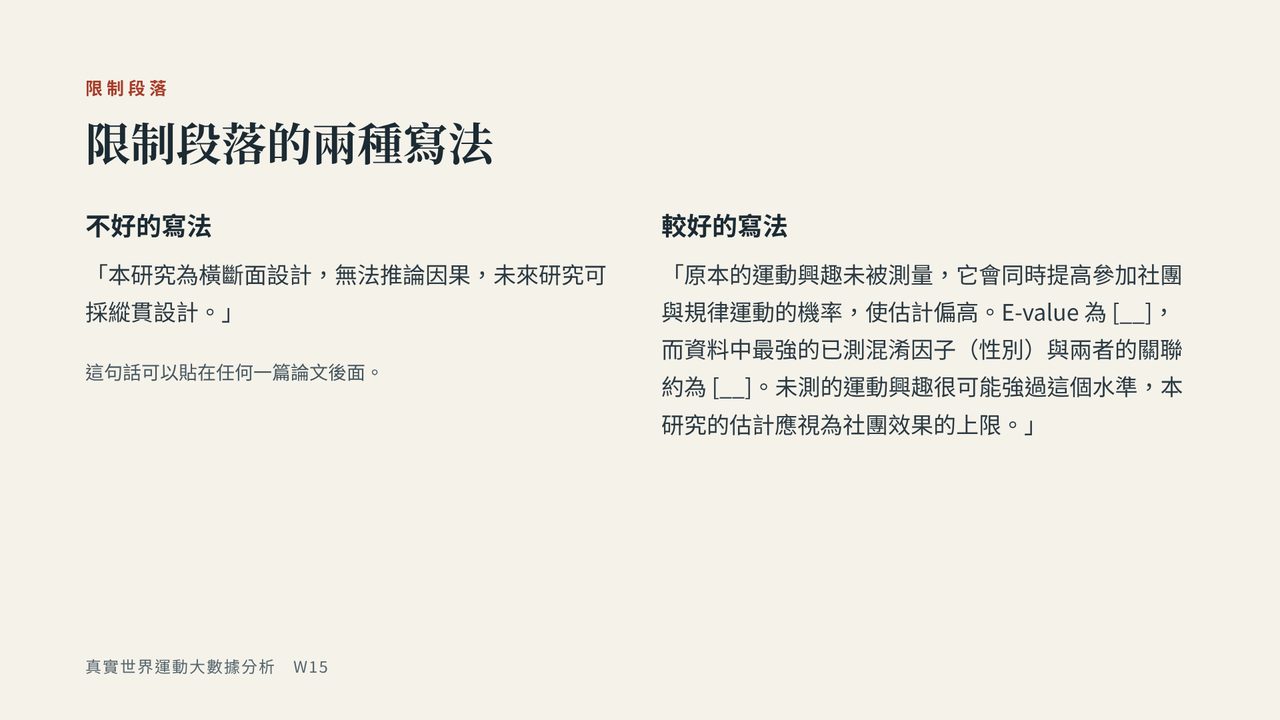 限制段落
限制段落的兩種寫法
不好的寫法
「本研究為橫斷面設計，無法推論因果，未來研究可
採縱貫設計。」
這句話可以貼在任何一篇論文後面。
較好的寫法
「原本的運動興趣未被測量，它會同時提高參加社團
與規律運動的機率，使估計偏高。E-value 為 [__]，
而資料中最強的已測混淆因子（性別）與兩者的關聯
約為 [__]。未測的運動興趣很可能強過這個水準，本
研究的估計應視為社團效果的上限。」
真實世界運動大數據分析 W15